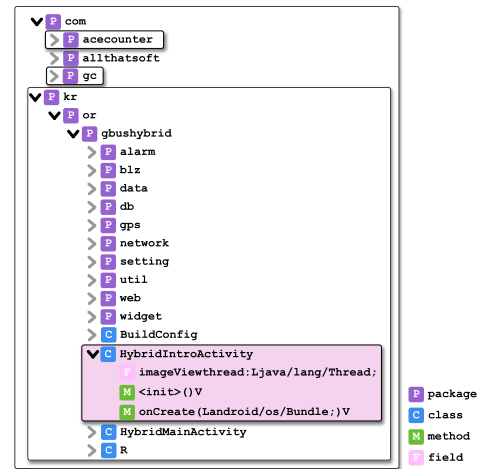 P com
P acecounter
P allthatsoft
P gc
P kr
P or
P gbushybrid
P alarm
P blz
P data
P db
P gps
P network
P setting
P util
P web
P widget
C BuildConfig
C HybridIntroActivity
F imageViewthread:Ljava/lang/Thread;
M <init>()V
M onCreate(Landroid/os/Bundle;)V
C HybridMainActivity
C R
P package
C class
M method
F field